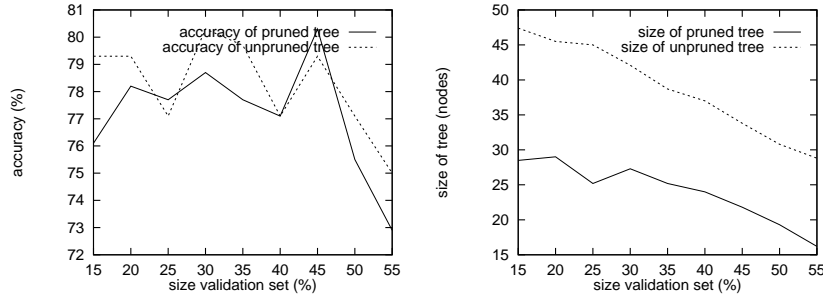 81
80
79
78
77
76
75
74
73
72
accuracy (%)
accuracy of pruned tree
accuracy of unpruned tree
15 20 25 30 35 40 45 50 55
size validation set (%)
50
45
40
35
30
25
20
15
size of tree (nodes)
size of pruned tree
size of unpruned tree
15 20 25 30 35 40 45 50 55
size validation set (%)